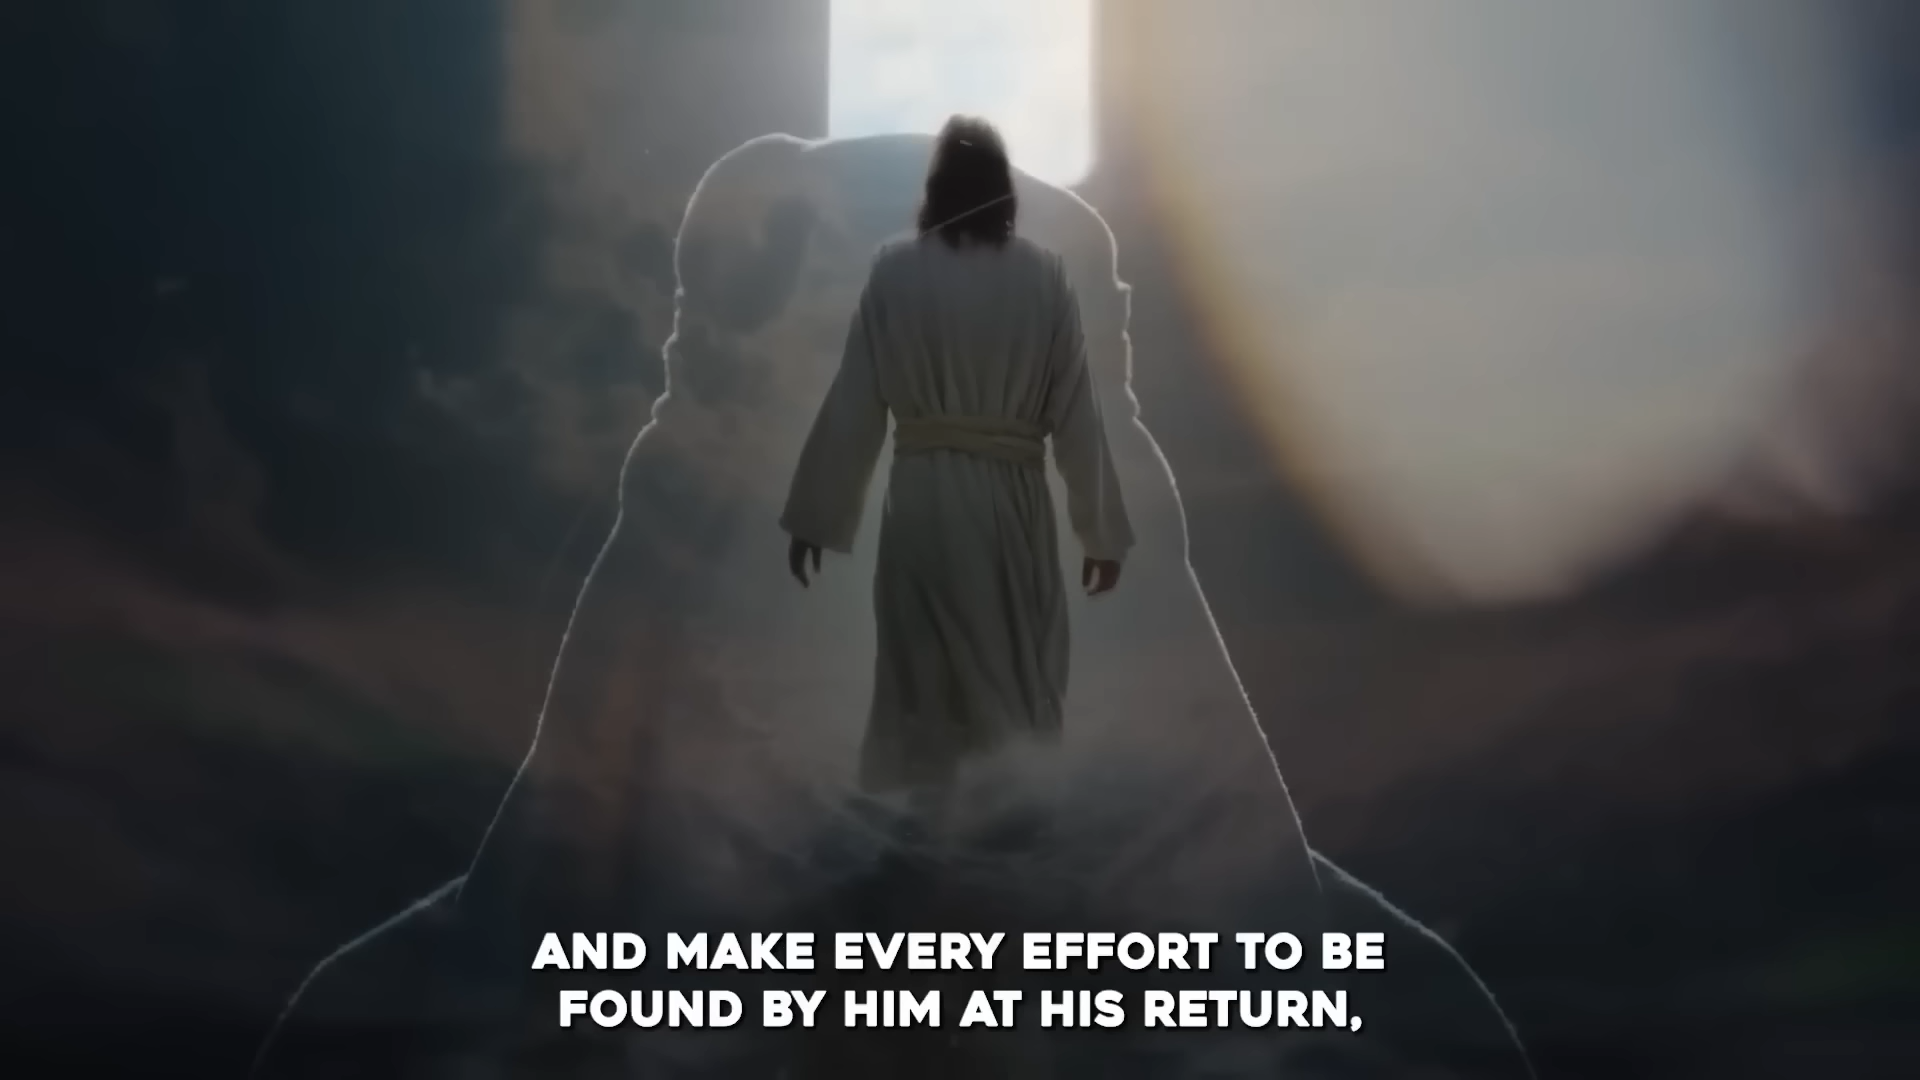 AND MAKE EVERY EFFORT TO BE
FOUND BY HIM AT HIS RETURN,